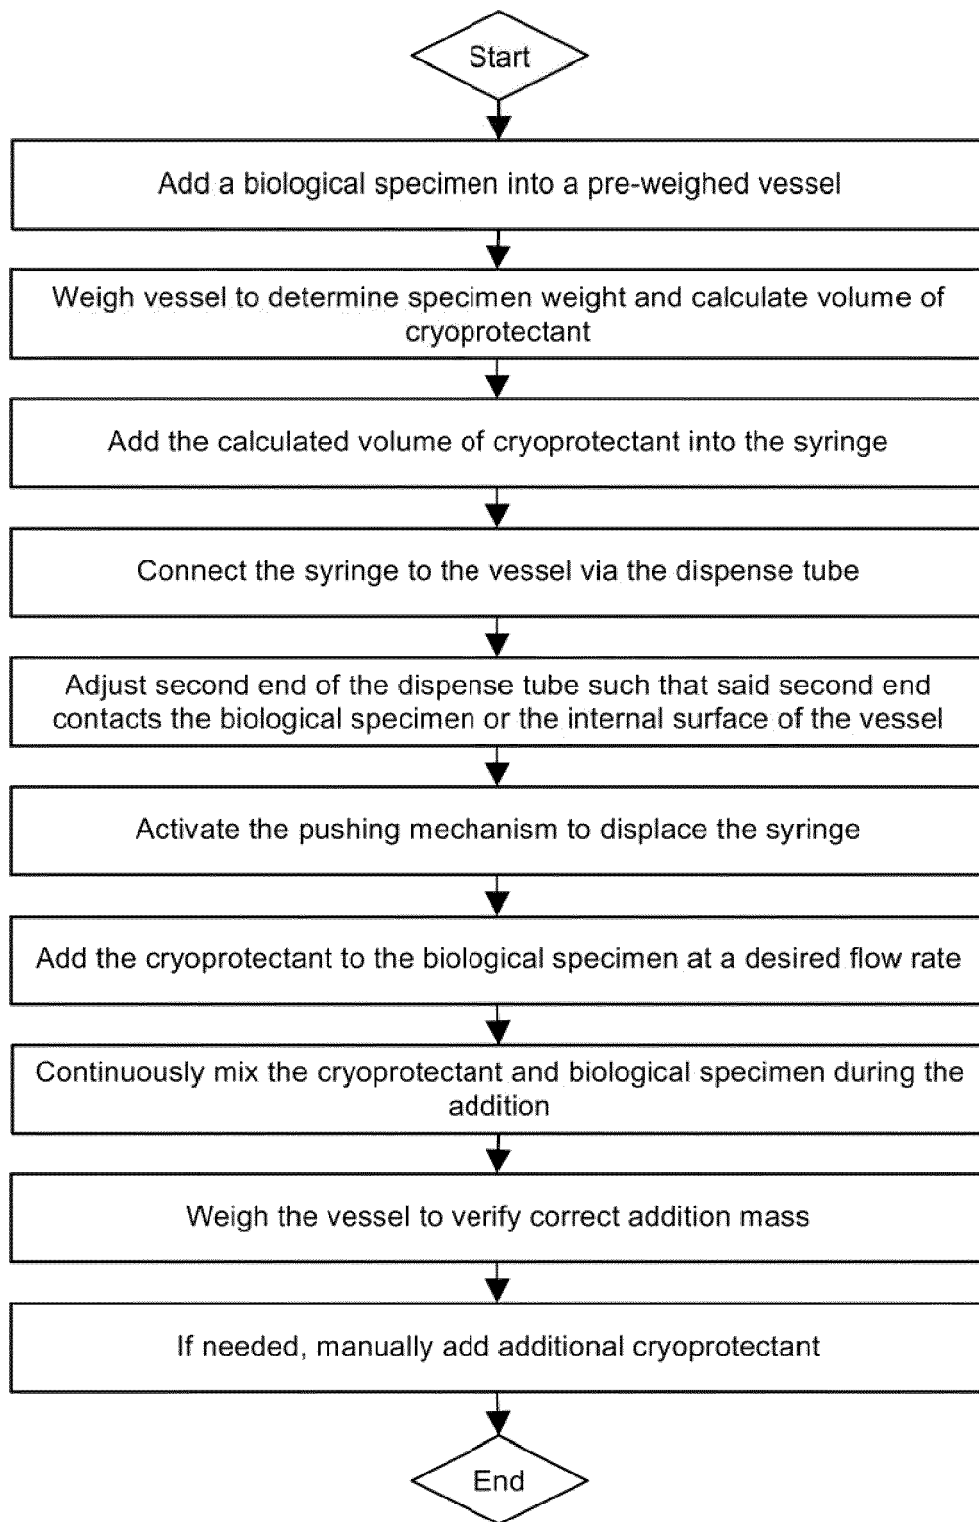 Start
Add a biological specimen into a pre-weighed vessel
Weigh vessel to determine specimen weight and calculate volume of
cryoprotectant
Add the calculated volume of cryoprotectant into the syringe
Connect the syringe to the vessel via the dispense tube
Adjust second end of the dispense tube such that said second end
contacts the biological specimen or the internal surface of the vessel
Activate the pushing mechanism to displace the syringe
Add the cryoprotectant to the biological specimen at a desired flow rate
Continuously mix the cryoprotectant and biological specimen during the
addition
Weigh the vessel to verify correct addition mass
If needed, manually add additional cryoprotectant
End